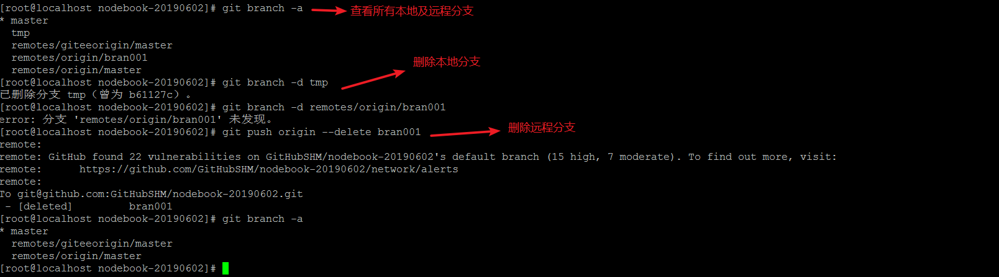 [root@localhost nodebook-20190602]# git branch -a 查看所有本地及远程分支
* master
  tmp
  remotes/giteeorigin/master
  remotes/origin/bran001
  remotes/origin/master
删除本地分支
[root@localhost nodebook-20190602]# git branch -d tmp
已删除分支 tmp（曾为 b61127c）。
[root@localhost nodebook-20190602]# git branch -d remotes/origin/bran001
error: 分支 'remotes/origin/bran001' 未发现。
[root@localhost nodebook-20190602]# git push origin --delete bran001 删除远程分支
remote:
remote: GitHub found 22 vulnerabilities on GitHubSHM/nodebook-20190602's default branch (15 high, 7 moderate). To find out more, visit:
remote:      https://github.com/GitHubSHM/nodebook-20190602/network/alerts
remote:
To git@github.com:GitHubSHM/nodebook-20190602.git
 - [deleted]         bran001
[root@localhost nodebook-20190602]# git branch -a
* master
  remotes/giteeorigin/master
  remotes/origin/master
[root@localhost nodebook-20190602]#